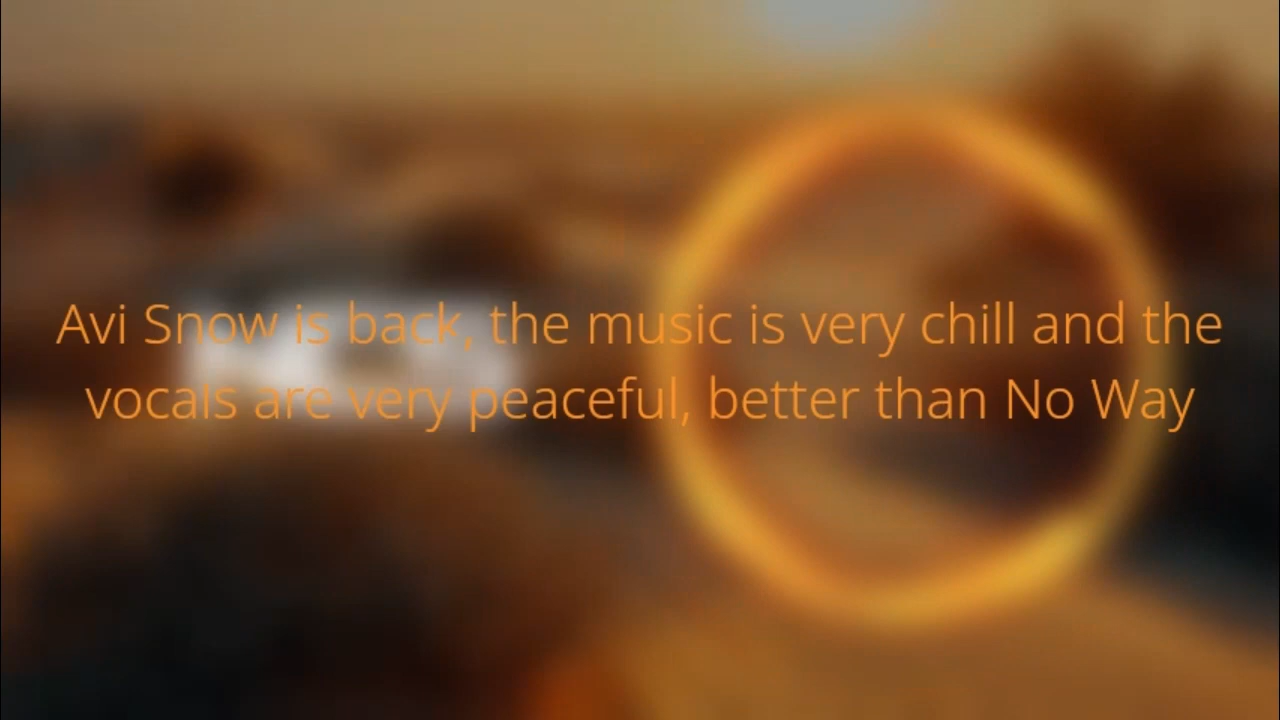 Avi Snow is back, the music is very chill and the
vocals are very peaceful, better than No Way